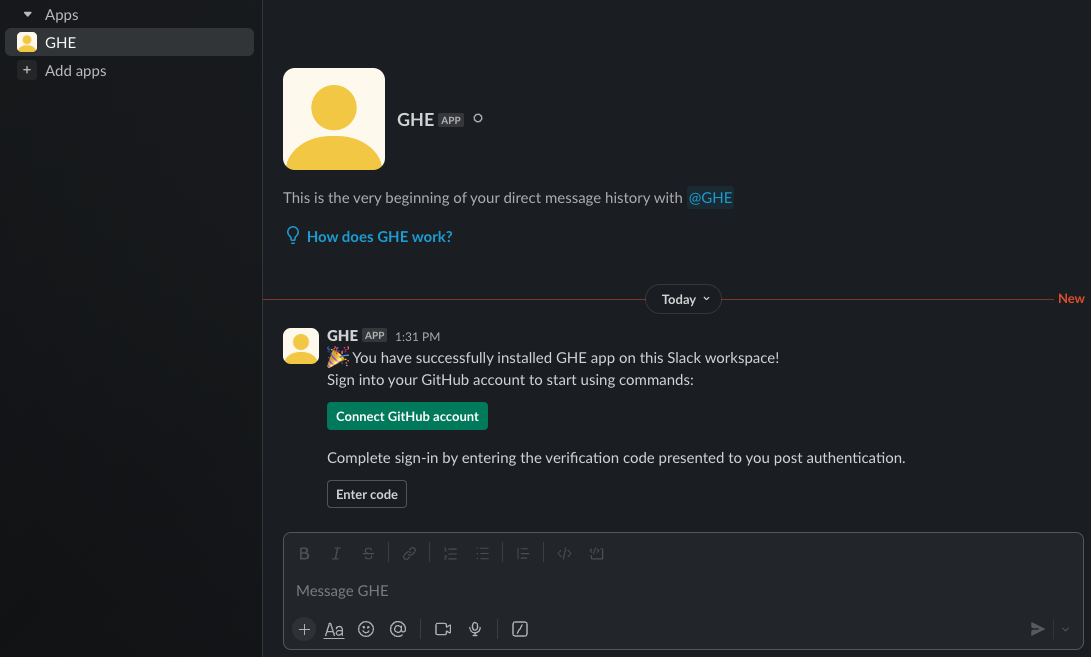 Apps
GHE
+ Add apps
GHE APP
This is the very beginning of your direct message history with @GHE
How does GHE work?
Today
New
GHE APP 1:31 PM
🎉 You have successfully installed GHE app on this Slack workspace!
Sign into your GitHub account to start using commands:
Connect GitHub account
Complete sign-in by entering the verification code presented to you post authentication.
Enter code
B I S
Message GHE
+ Aa @